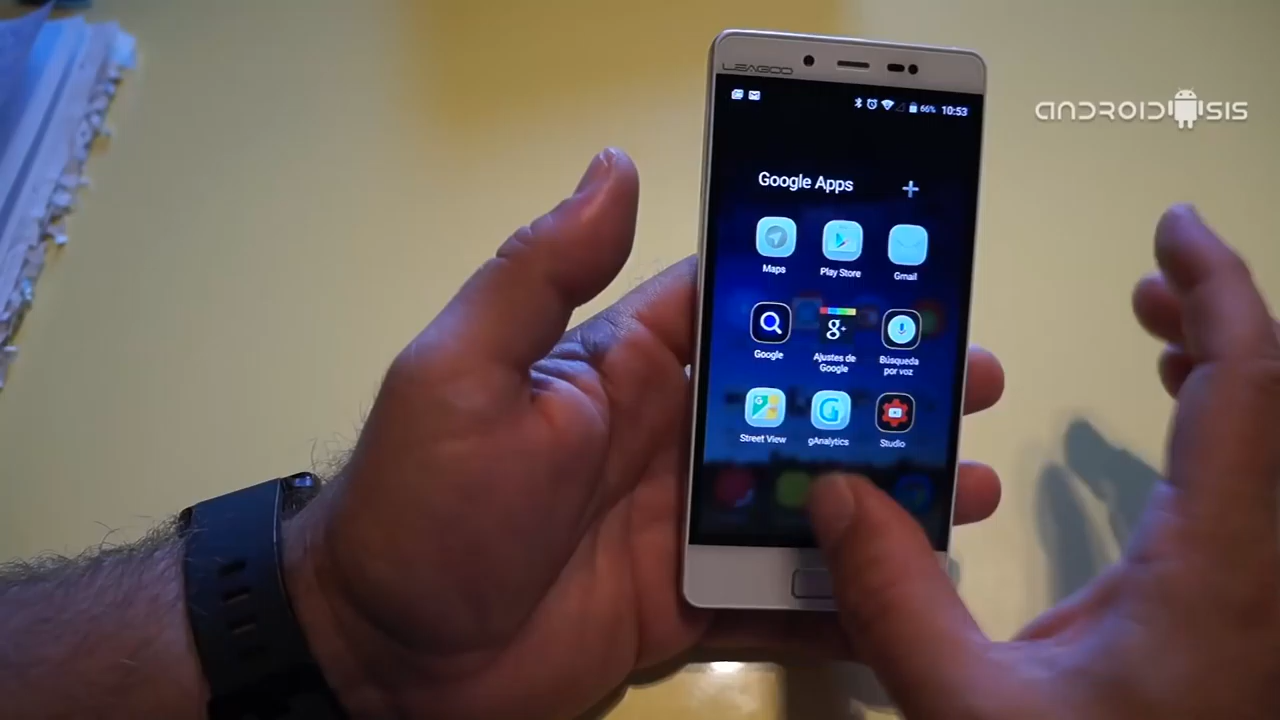 LEAGOO
ANDROIDSIS
66% 10:53
Google Apps +
Maps
Play Store
Gmail
Google
Ajustes de
Google
Búsqueda
por voz
Street View
gAnalytics
Studio